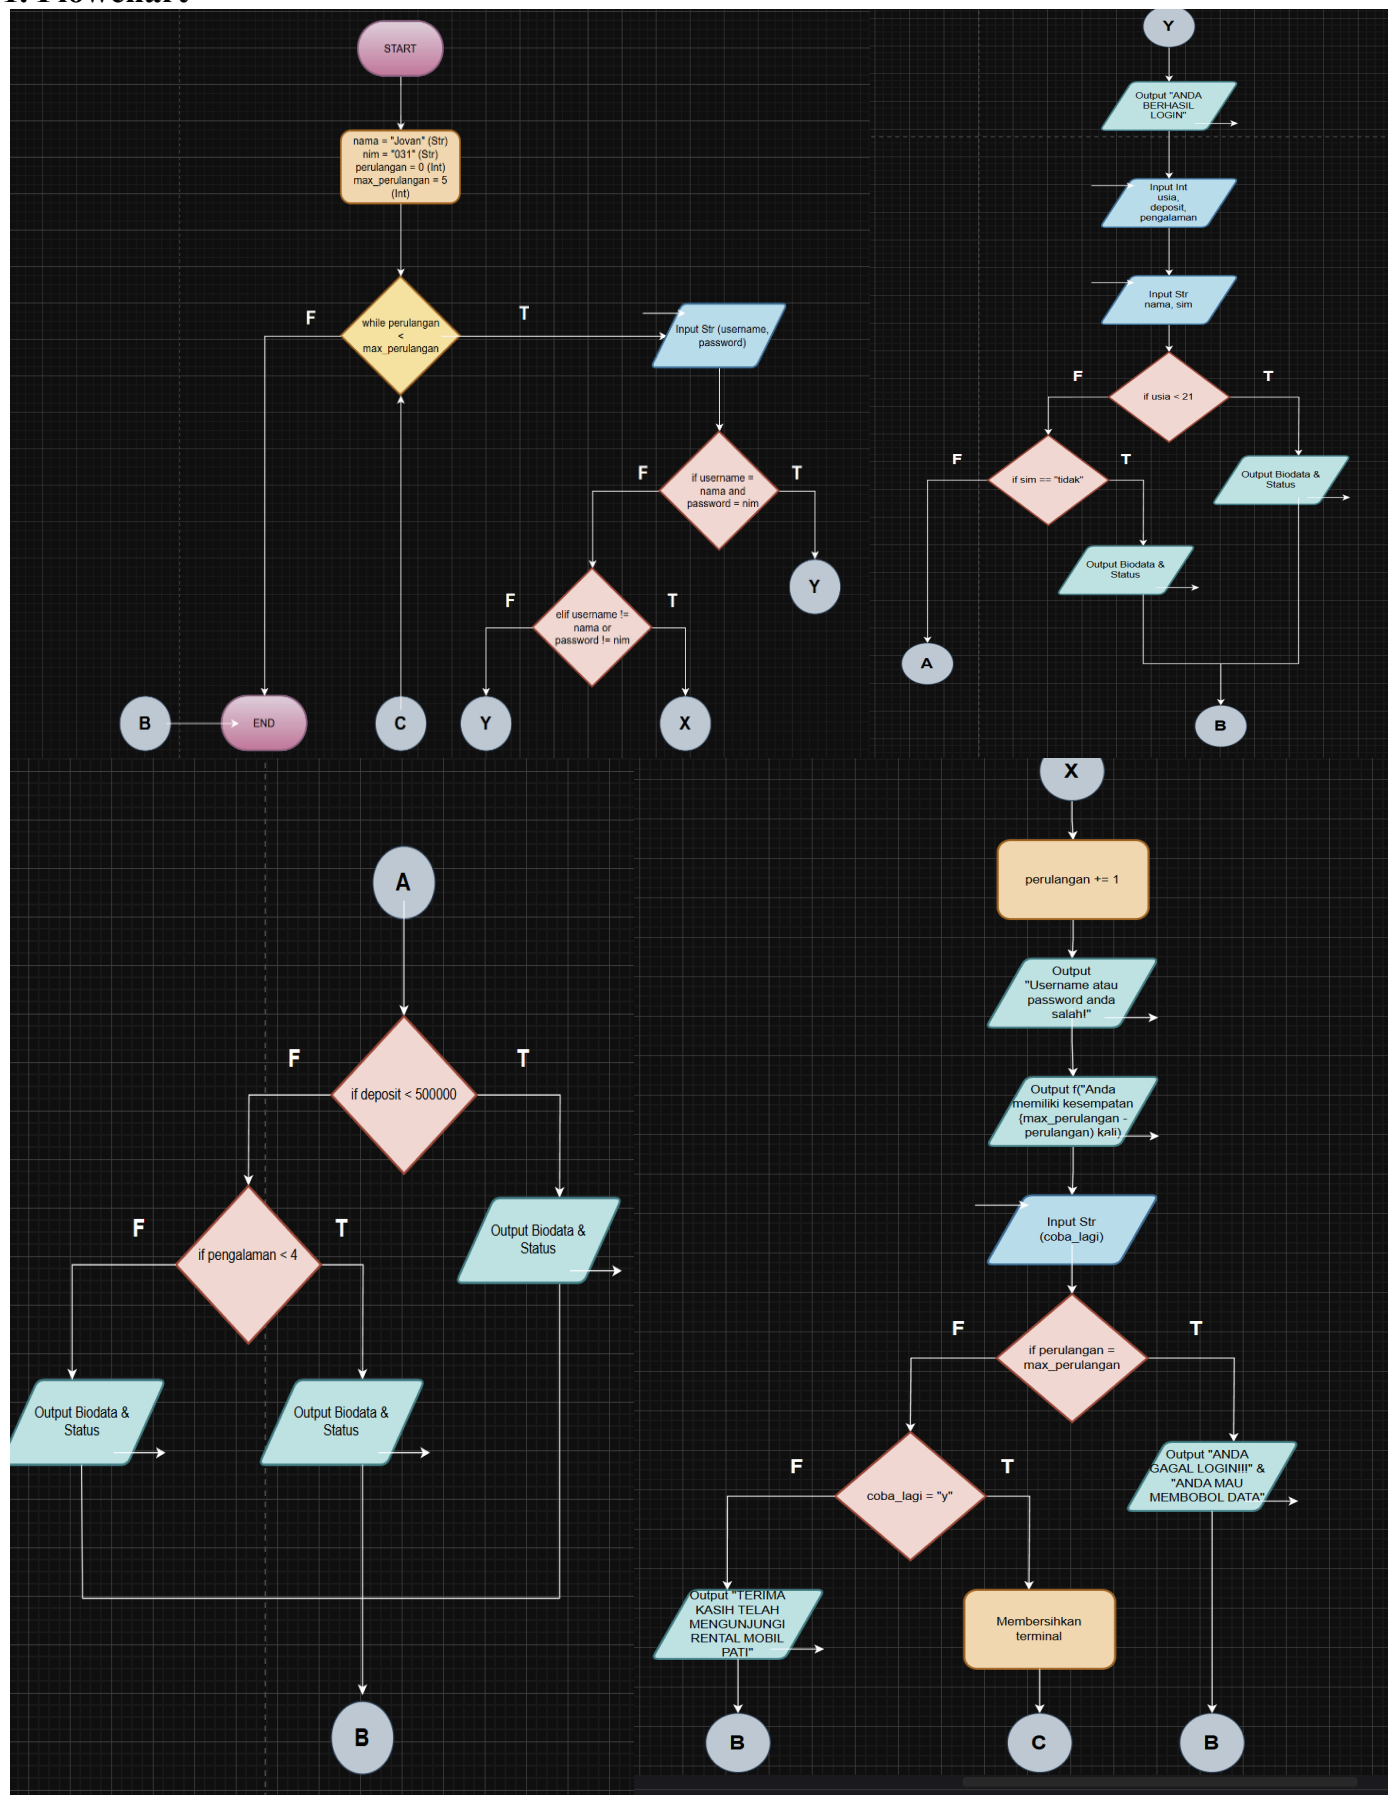 1. Flowchart
START
nama = "Jovan" (Str)
nim = "031" (Str)
perulangan = 0 (Int)
max_perulangan = 5
(Int)
while perulangan
<
max_perulangan
F
T
Input Str (username,
password)
if username =
nama and
password = nim
F
T
Y
elif username !=
nama or
password != nim
F
T
B
END
C
Y
X
Y
Output "ANDA
BERHASIL
LOGIN"
Input Int
usia,
deposit,
pengalaman
Input Str
nama, sim
if usia < 21
F
T
if sim == "tidak"
F
T
Output Biodata &
Status
Output Biodata &
Status
A
B
A
if deposit < 500000
F
T
if pengalaman < 4
F
T
Output Biodata &
Status
Output Biodata &
Status
Output Biodata &
Status
B
X
perulangan += 1
Output
"Username atau
password anda
salah!"
Output f("Anda
memiliki kesempatan
{max_perulangan -
perulangan) kali)
Input Str
(coba_lagi)
if perulangan =
max_perulangan
F
T
coba_lagi = "y"
F
T
Output "ANDA
GAGAL LOGIN!!!" &
"ANDA MAU
MEMBOBOL DATA"
Output "TERIMA
KASIH TELAH
MENGUNJUNGI
RENTAL MOBIL
PATI"
Membersihkan
terminal
B
C
B